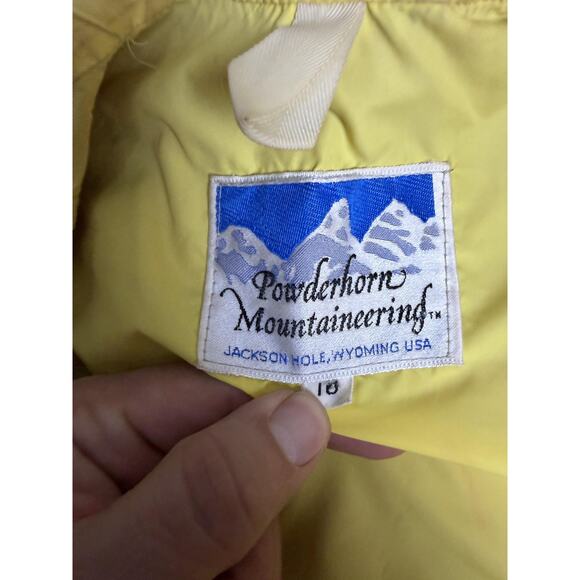 Powderhorn
Mountaineering™
JACKSON HOLE, WYOMING USA